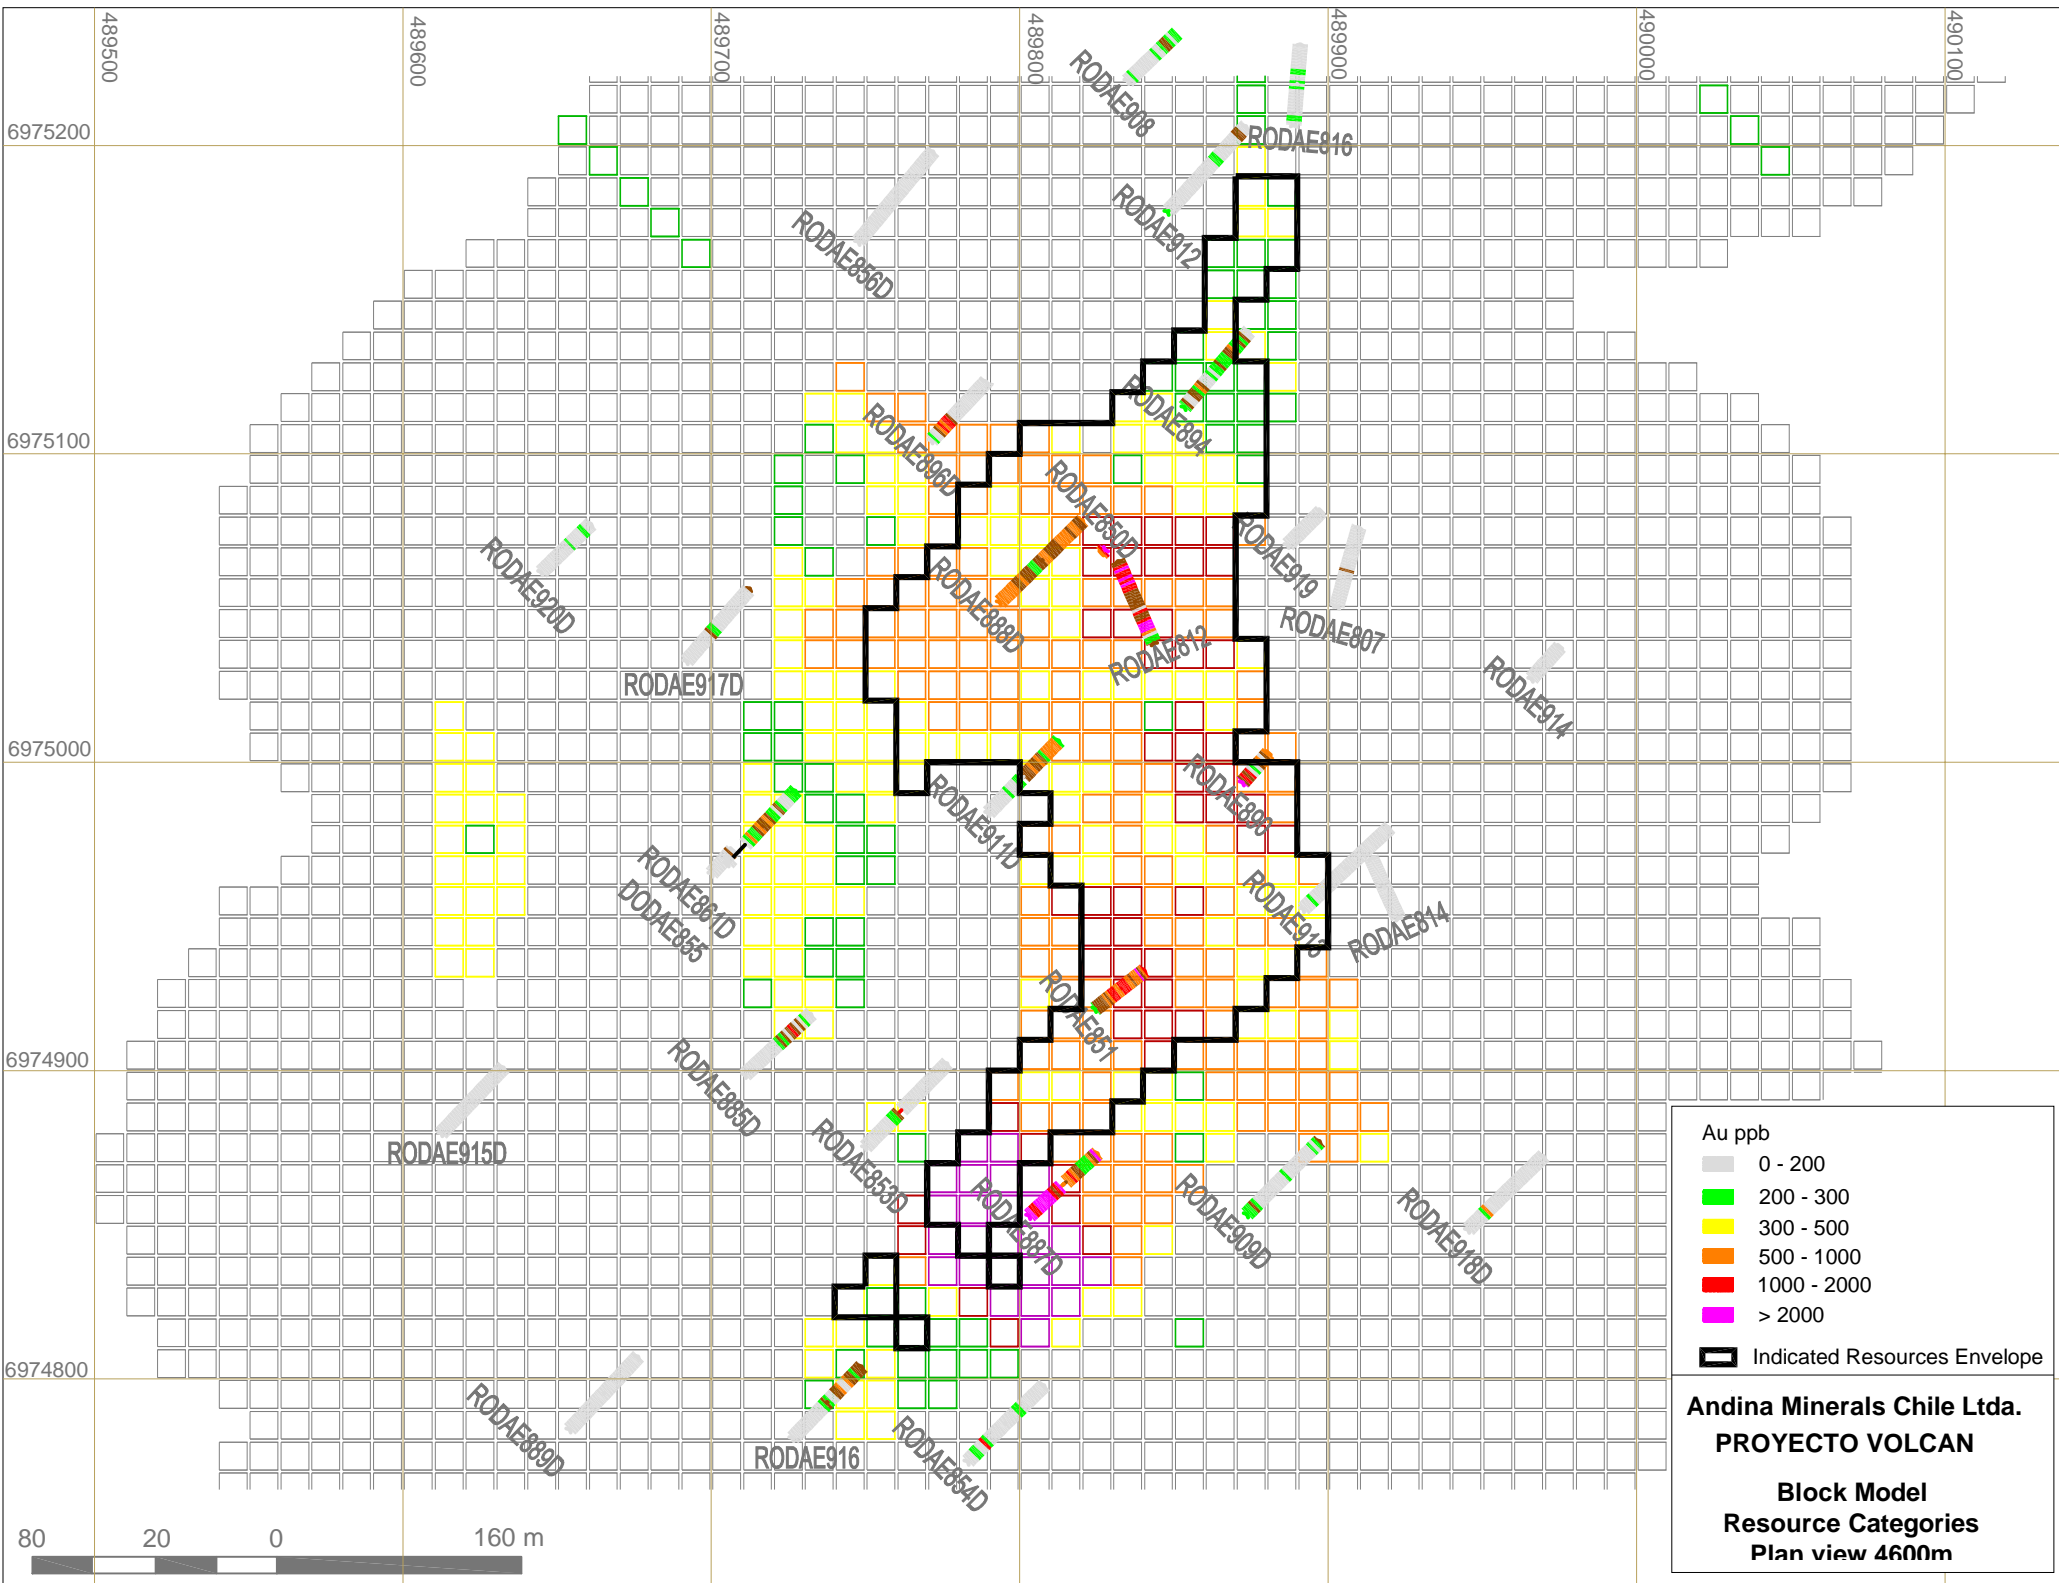 489500
489600
489700
489800
489900
490000
490100
RODAE908
6975200
RODAE816
RODAE912
RODAE856D
RODAE894
6975100
RODAE896D
RODAE850D
RODAE919
RODAE920D
RODAE888D
RODAE807
RODAE812
RODAE917D
RODAE914
6975000
RODAE890
RODAE911D
RODAE861D
DODAE855
RODAE913
RODAE814
RODAE851
6974900
RODAE885D
RODAE915D
RODAE853D
RODAE887D
RODAE909D
RODAE918D
Au ppb
0 - 200
200 - 300
300 - 500
500 - 1000
1000 - 2000
> 2000
Indicated Resources Envelope
6974800
RODAE889D
RODAE916
RODAE854D
Andina Minerals Chile Ltda.
PROYECTO VOLCAN
Block Model
Resource Categories
Plan view 4600m
80 20 0 160 m